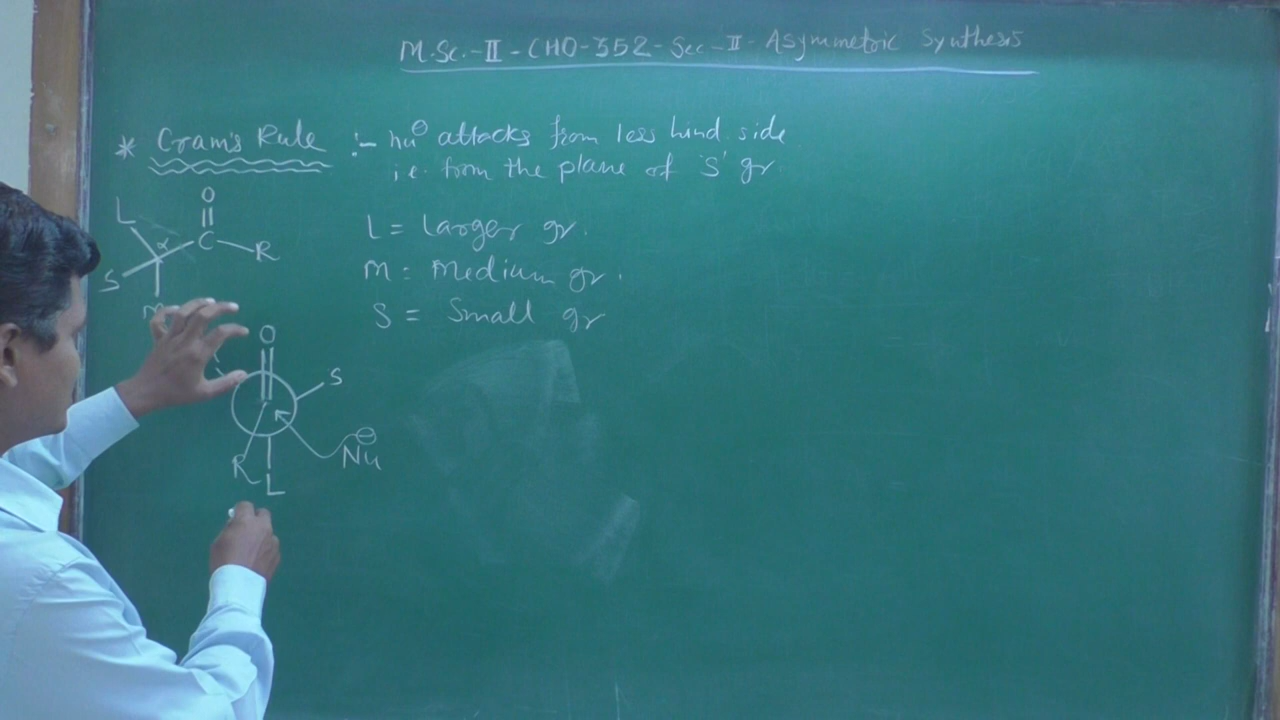 M.Sc.-II-CHO-352-Sec-II-Asymmetric Synthesis
* Cram's Rule :- nu⊖ attacks from less hind. side
i.e. from the plane of 'S' gr.
O
L
C
α
R
S
M
L = Larger gr.
M = Medium gr.
S = Small gr
O
S
Nu⊖
R
L